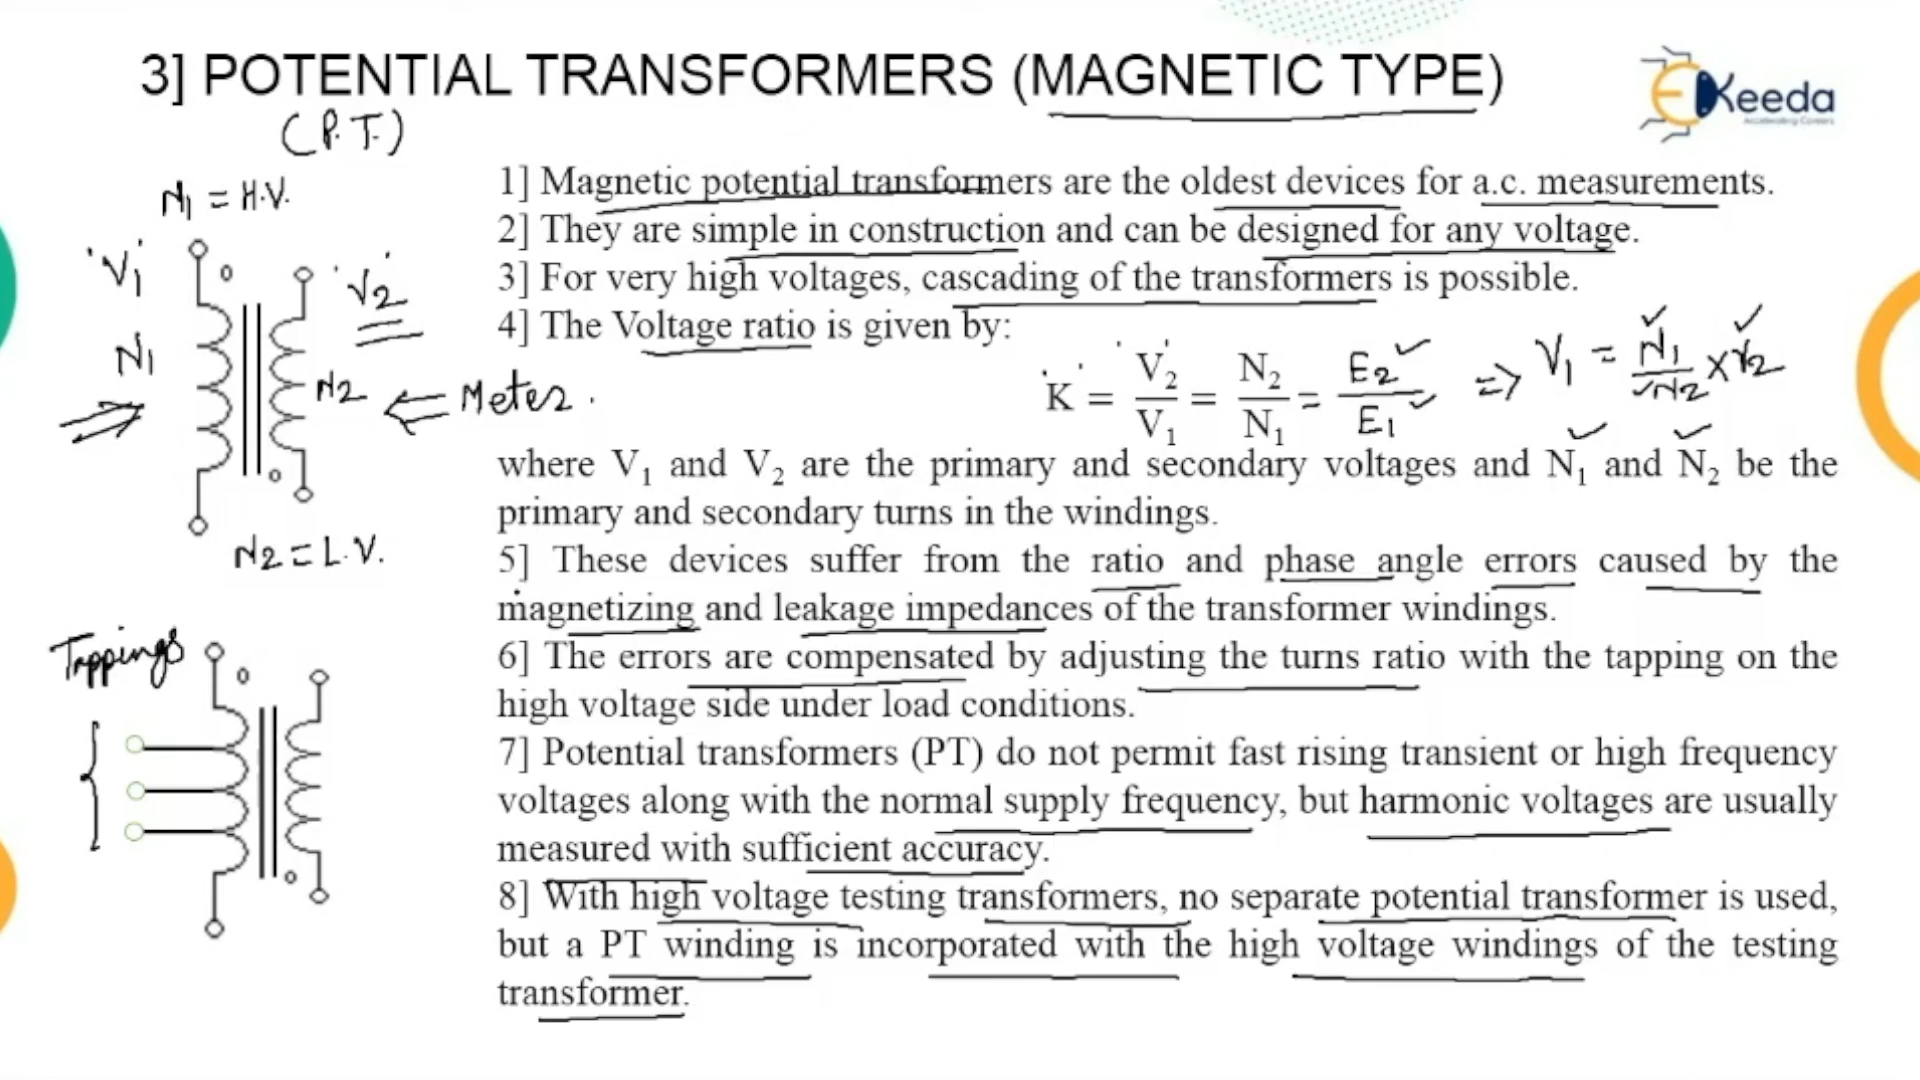 3] POTENTIAL TRANSFORMERS (MAGNETIC TYPE)
EKeeda
Accelerating Careers
(P.T.)
N1 = H.V.
V1
N1
V2
N2
Meter.
N2 = L.V.
Tappings
1] Magnetic potential transformers are the oldest devices for a.c. measurements.
2] They are simple in construction and can be designed for any voltage.
3] For very high voltages, cascading of the transformers is possible.
4] The Voltage ratio is given by:
K = V₂/V₁ = N₂/N₁ = E2/E1 => V1 = N1/N2 x V2
where V₁ and V₂ are the primary and secondary voltages and N₁ and N₂ be the
primary and secondary turns in the windings.
5] These devices suffer from the ratio and phase angle errors caused by the
magnetizing and leakage impedances of the transformer windings.
6] The errors are compensated by adjusting the turns ratio with the tapping on the
high voltage side under load conditions.
7] Potential transformers (PT) do not permit fast rising transient or high frequency
voltages along with the normal supply frequency, but harmonic voltages are usually
measured with sufficient accuracy.
8] With high voltage testing transformers, no separate potential transformer is used,
but a PT winding is incorporated with the high voltage windings of the testing
transformer.